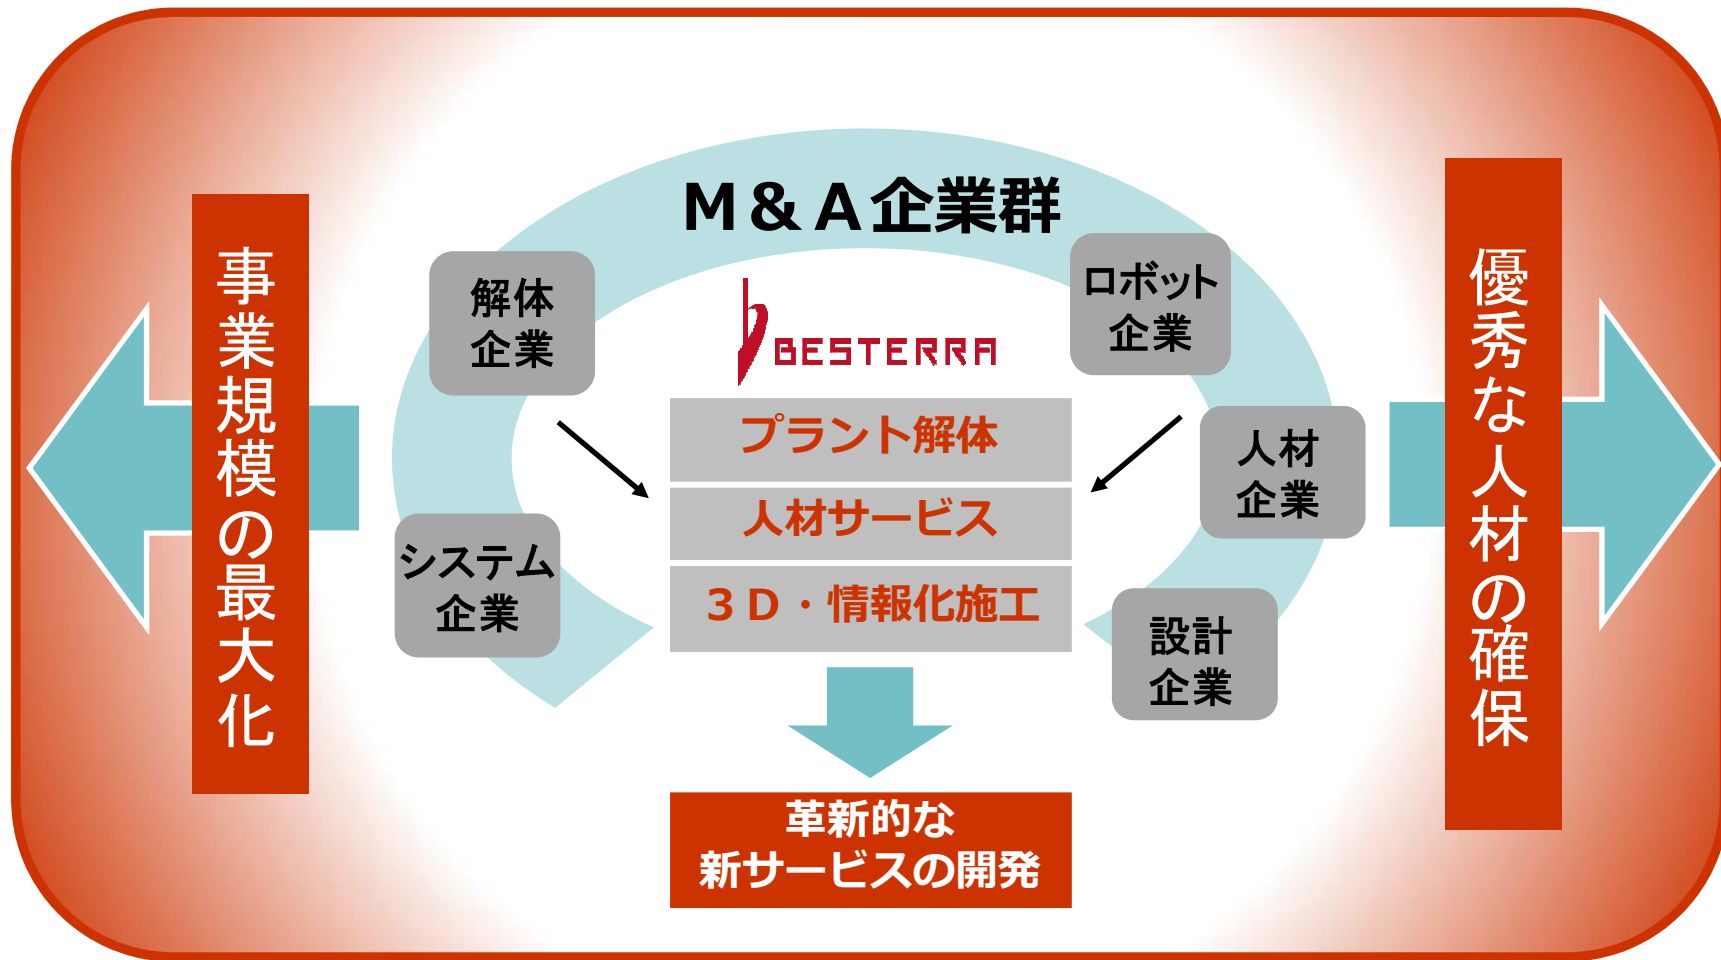 M&A企業群
解体
企業
ロボット
企業
BESTERRA
プラント解体
人材サービス
3D・情報化施工
人材
企業
システム
企業
設計
企業
事業規模の最大化
優秀な人材の確保
革新的な
新サービスの開発